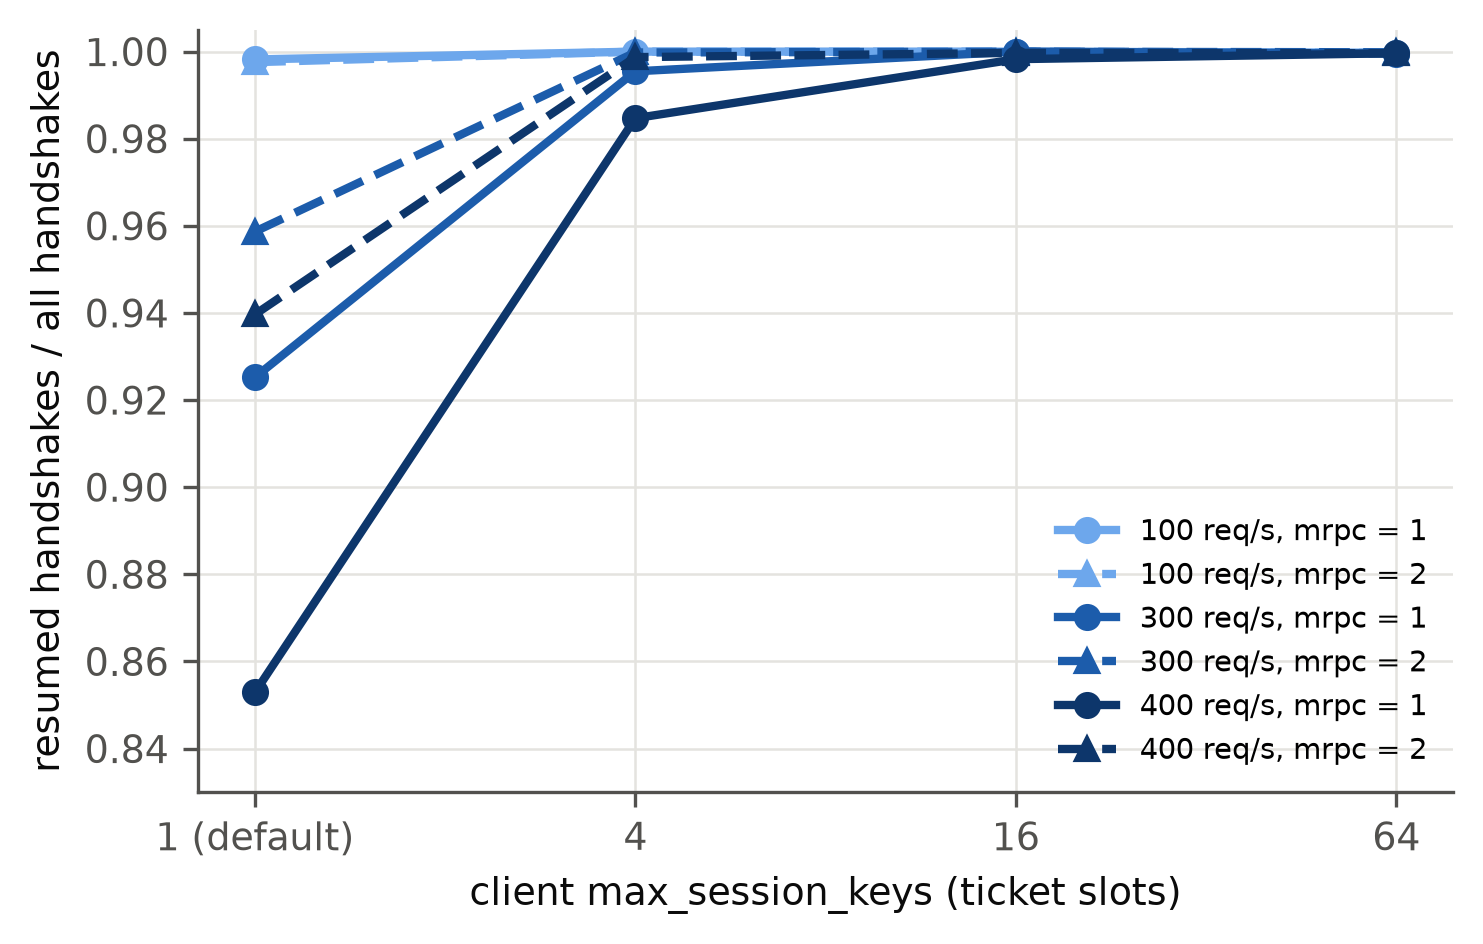 resumed handshakes / all handshakes
1.00
0.98
0.96
0.94
0.92
0.90
0.88
0.86
0.84
100 req/s, mrpc = 1
100 req/s, mrpc = 2
300 req/s, mrpc = 1
300 req/s, mrpc = 2
400 req/s, mrpc = 1
400 req/s, mrpc = 2
1 (default) 4 16 64
client max_session_keys (ticket slots)